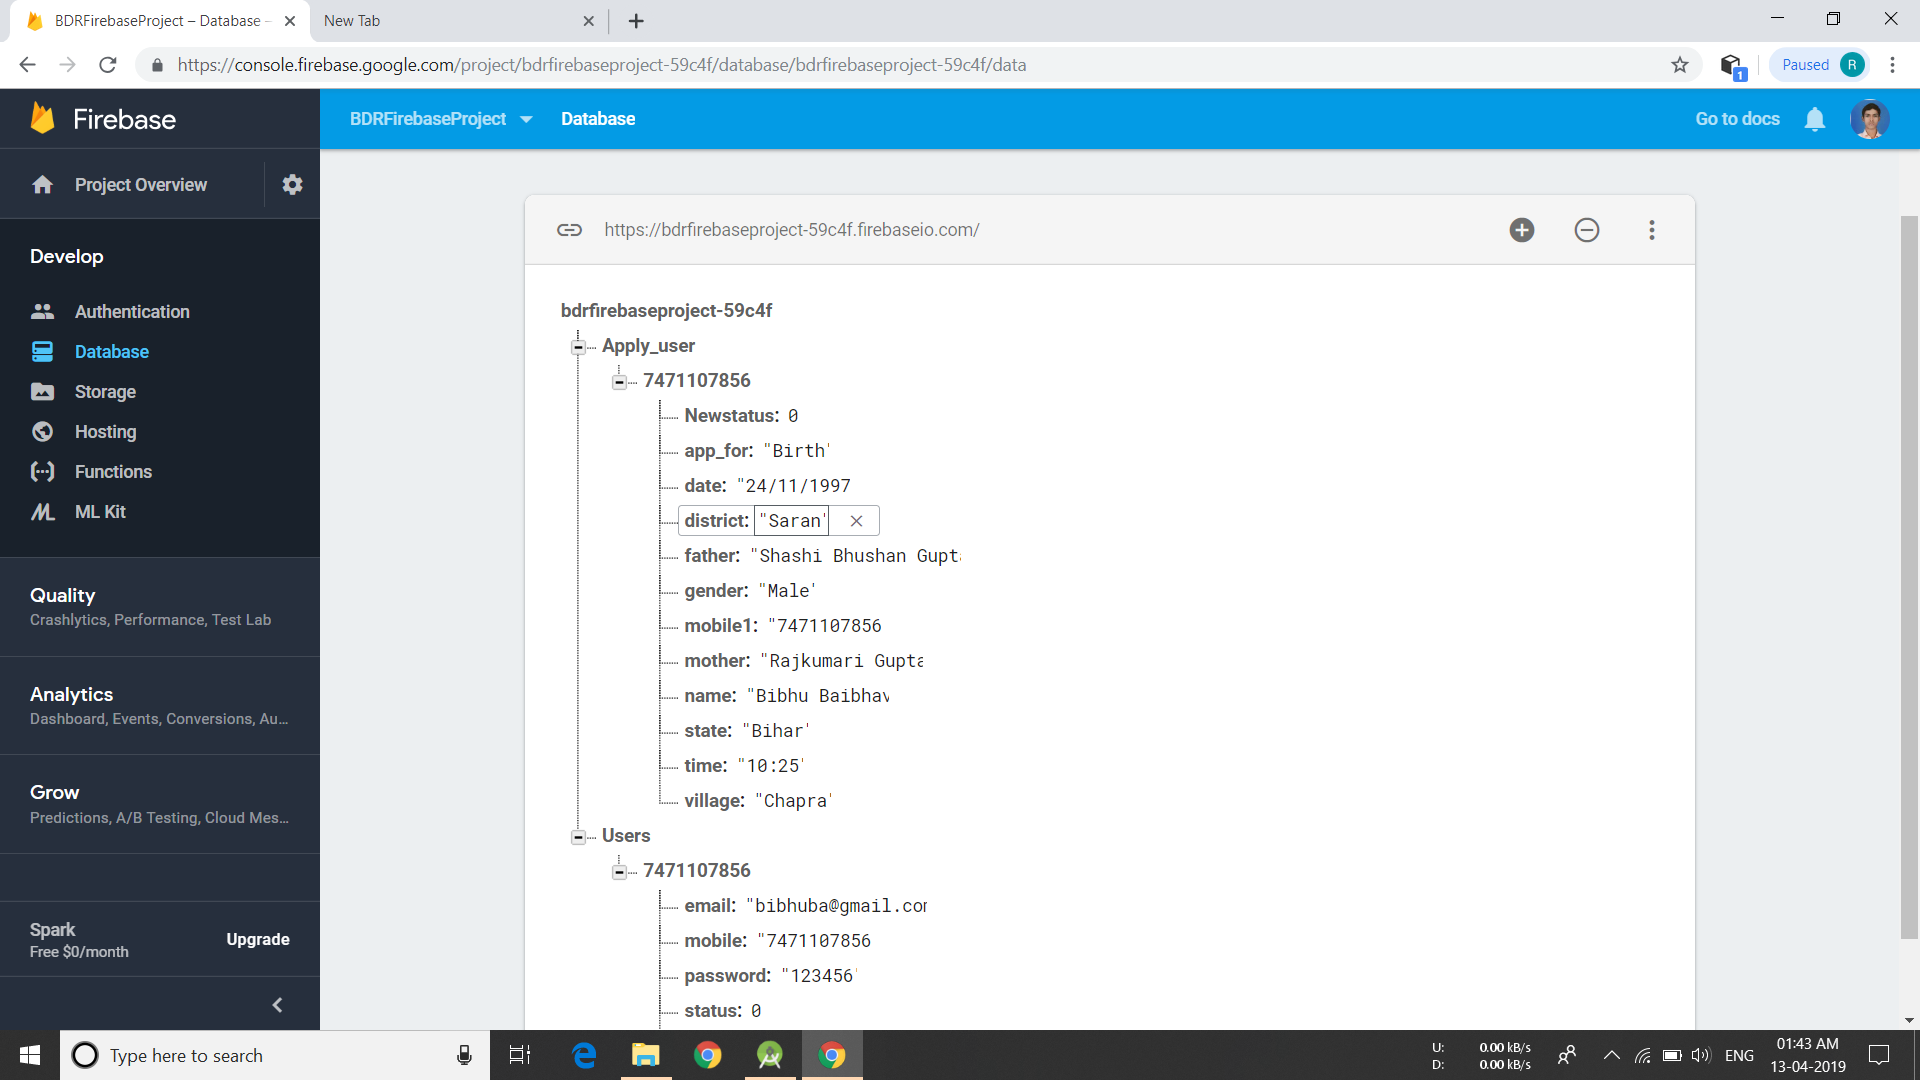 BDRFirebaseProject – Database –
New Tab
https://console.firebase.google.com/project/bdrfirebaseproject-59c4f/database/bdrfirebaseproject-59c4f/data
1
Paused R
Firebase
BDRFirebaseProject
Database
Go to docs
Project Overview
Develop
Authentication
Database
Storage
Hosting
Functions
ML Kit
Quality
Crashlytics, Performance, Test Lab
Analytics
Dashboard, Events, Conversions, Au...
Grow
Predictions, A/B Testing, Cloud Mes...
Spark
Free $0/month
Upgrade
https://bdrfirebaseproject-59c4f.firebaseio.com/
bdrfirebaseproject-59c4f
Apply_user
7471107856
Newstatus: 0
app_for: "Birth"
date: "24/11/1997
district: "Saran"
father: "Shashi Bhushan Gupta
gender: "Male"
mobile1: "7471107856
mother: "Rajkumari Gupta
name: "Bibhu Baibhav
state: "Bihar"
time: "10:25"
village: "Chapra"
Users
7471107856
email: "bibhuba@gmail.com
mobile: "7471107856
password: "123456"
status: 0
Type here to search
U: 0.00 kB/s
D: 0.00 kB/s
ENG
01:43 AM
13-04-2019